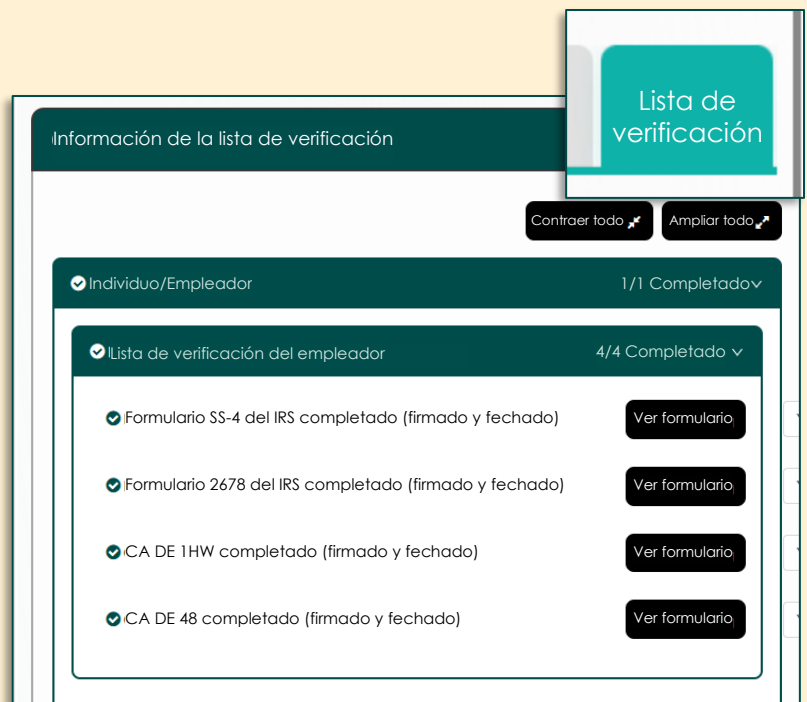 Lista de
verificación
Información de la lista de verificación
Contraer todo
Ampliar todo
Individuo/Empleador
1/1 Completado
Lista de verificación del empleador
4/4 Completado
Formulario SS-4 del IRS completado (firmado y fechado)
Ver formulario
Formulario 2678 del IRS completado (firmado y fechado)
Ver formulario
CA DE 1HW completado (firmado y fechado)
Ver formulario
CA DE 48 completado (firmado y fechado)
Ver formulario